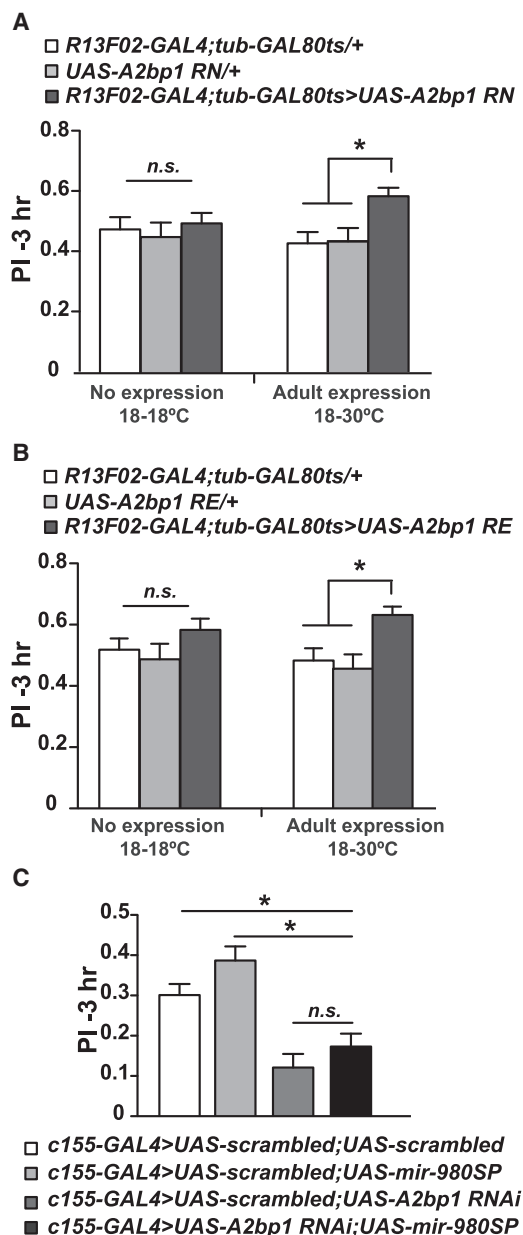 A
R13F02-GAL4;tub-GAL80ts/+
UAS-A2bp1 RN/+
R13F02-GAL4;tub-GAL80ts>UAS-A2bp1 RN
0.8
0.6
0.4
0.2
0
PI -3 hr
n.s.
*
No expression
18-18ºC
Adult expression
18-30ºC
B
R13F02-GAL4;tub-GAL80ts/+
UAS-A2bp1 RE/+
R13F02-GAL4;tub-GAL80ts>UAS-A2bp1 RE
0.8
0.6
0.4
0.2
0
PI -3 hr
n.s.
*
No expression
18-18ºC
Adult expression
18-30ºC
C
0.5
0.4
0.3
0.2
0.1
0
PI -3 hr
*
*
n.s.
c155-GAL4>UAS-scrambled;UAS-scrambled
c155-GAL4>UAS-scrambled;UAS-mir-980SP
c155-GAL4>UAS-scrambled;UAS-A2bp1 RNAi
c155-GAL4>UAS-A2bp1 RNAi;UAS-mir-980SP